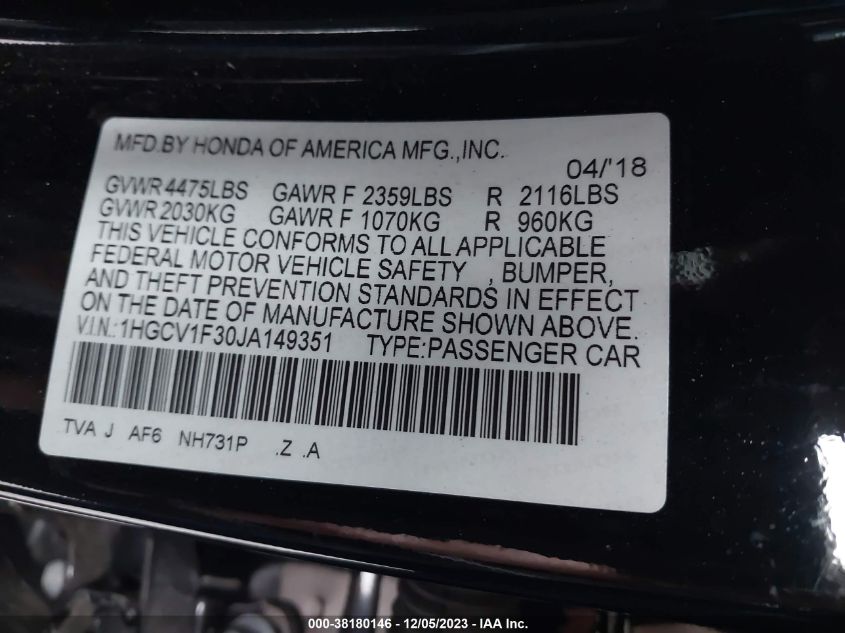 MFD.BY HONDA OF AMERICA MFG.,INC.
04/'18
GVWR 4475LBS GAWR F 2359LBS R 2116LBS
GVWR 2030KG GAWR F 1070KG R 960KG
THIS VEHICLE CONFORMS TO ALL APPLICABLE
FEDERAL MOTOR VEHICLE SAFETY , BUMPER,
AND THEFT PREVENTION STANDARDS IN EFFECT
ON THE DATE OF MANUFACTURE SHOWN ABOVE.
V.I.N.:1HGCV1F30JA149351 TYPE:PASSENGER CAR
TVA J AF6 NH731P .Z .A
000-38180146 - 12/05/2023 - IAA Inc.